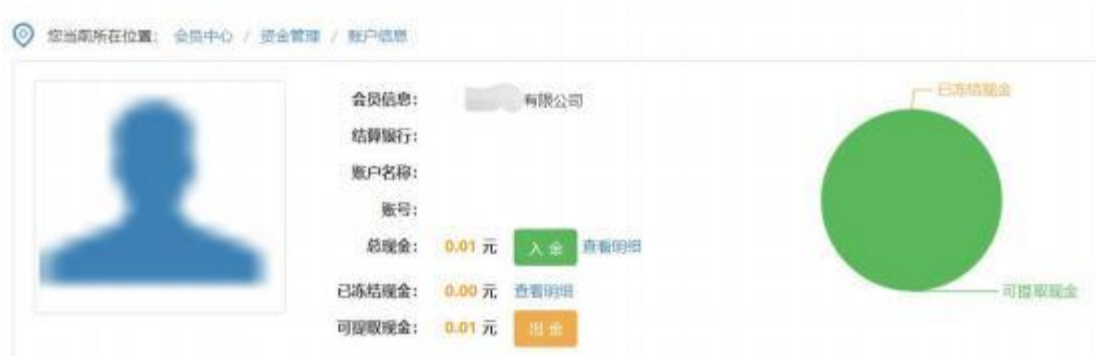 您当前所在位置： 会员中心 / 资金管理 / 账户信息
会员信息： 有限公司
结算银行：
账户名称：
账号：
总现金： 0.01 元 入 金 查看明细
已冻结现金： 0.00 元 查看明细
可提取现金： 0.01 元 出 金
已冻结现金
可提取现金